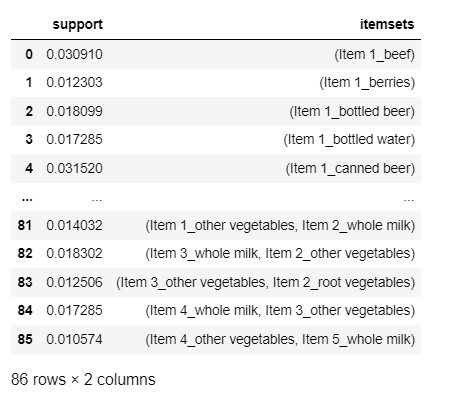 support itemsets
0 0.030910 (Item 1_beef)
1 0.012303 (Item 1_berries)
2 0.018099 (Item 1_bottled beer)
3 0.017285 (Item 1_bottled water)
4 0.031520 (Item 1_canned beer)
... ... ...
81 0.014032 (Item 1_other vegetables, Item 2_whole milk)
82 0.018302 (Item 3_whole milk, Item 2_other vegetables)
83 0.012506 (Item 3_other vegetables, Item 2_root vegetables)
84 0.017285 (Item 4_whole milk, Item 3_other vegetables)
85 0.010574 (Item 4_other vegetables, Item 5_whole milk)
86 rows × 2 columns